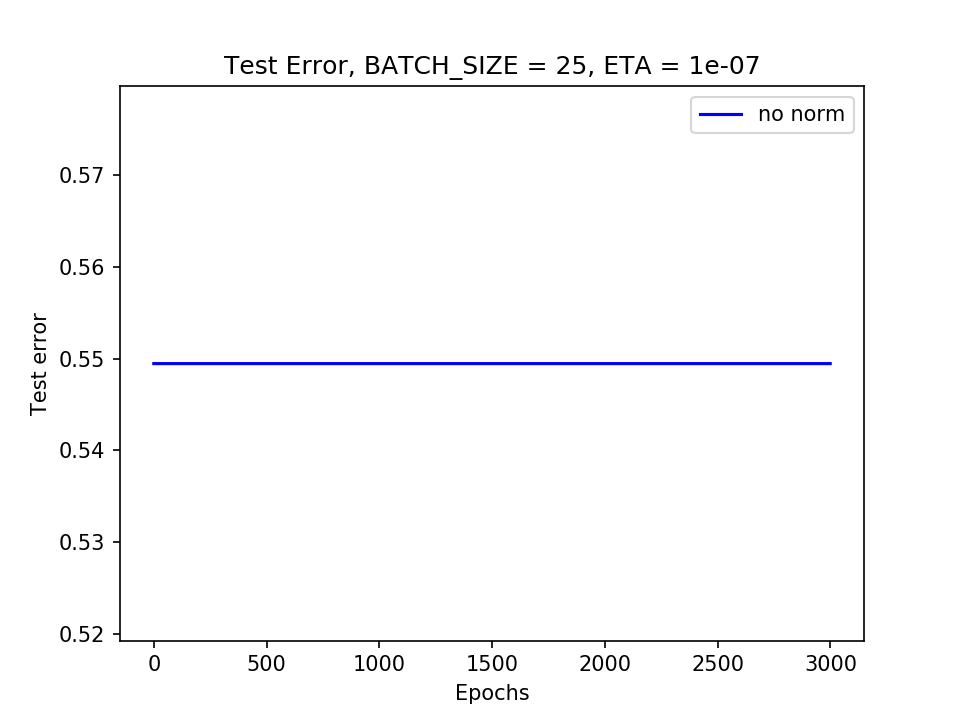 Test Error, BATCH_SIZE = 25, ETA = 1e-07
no norm
0.57
0.56
0.55
0.54
0.53
0.52
Test error
0 500 1000 1500 2000 2500 3000
Epochs